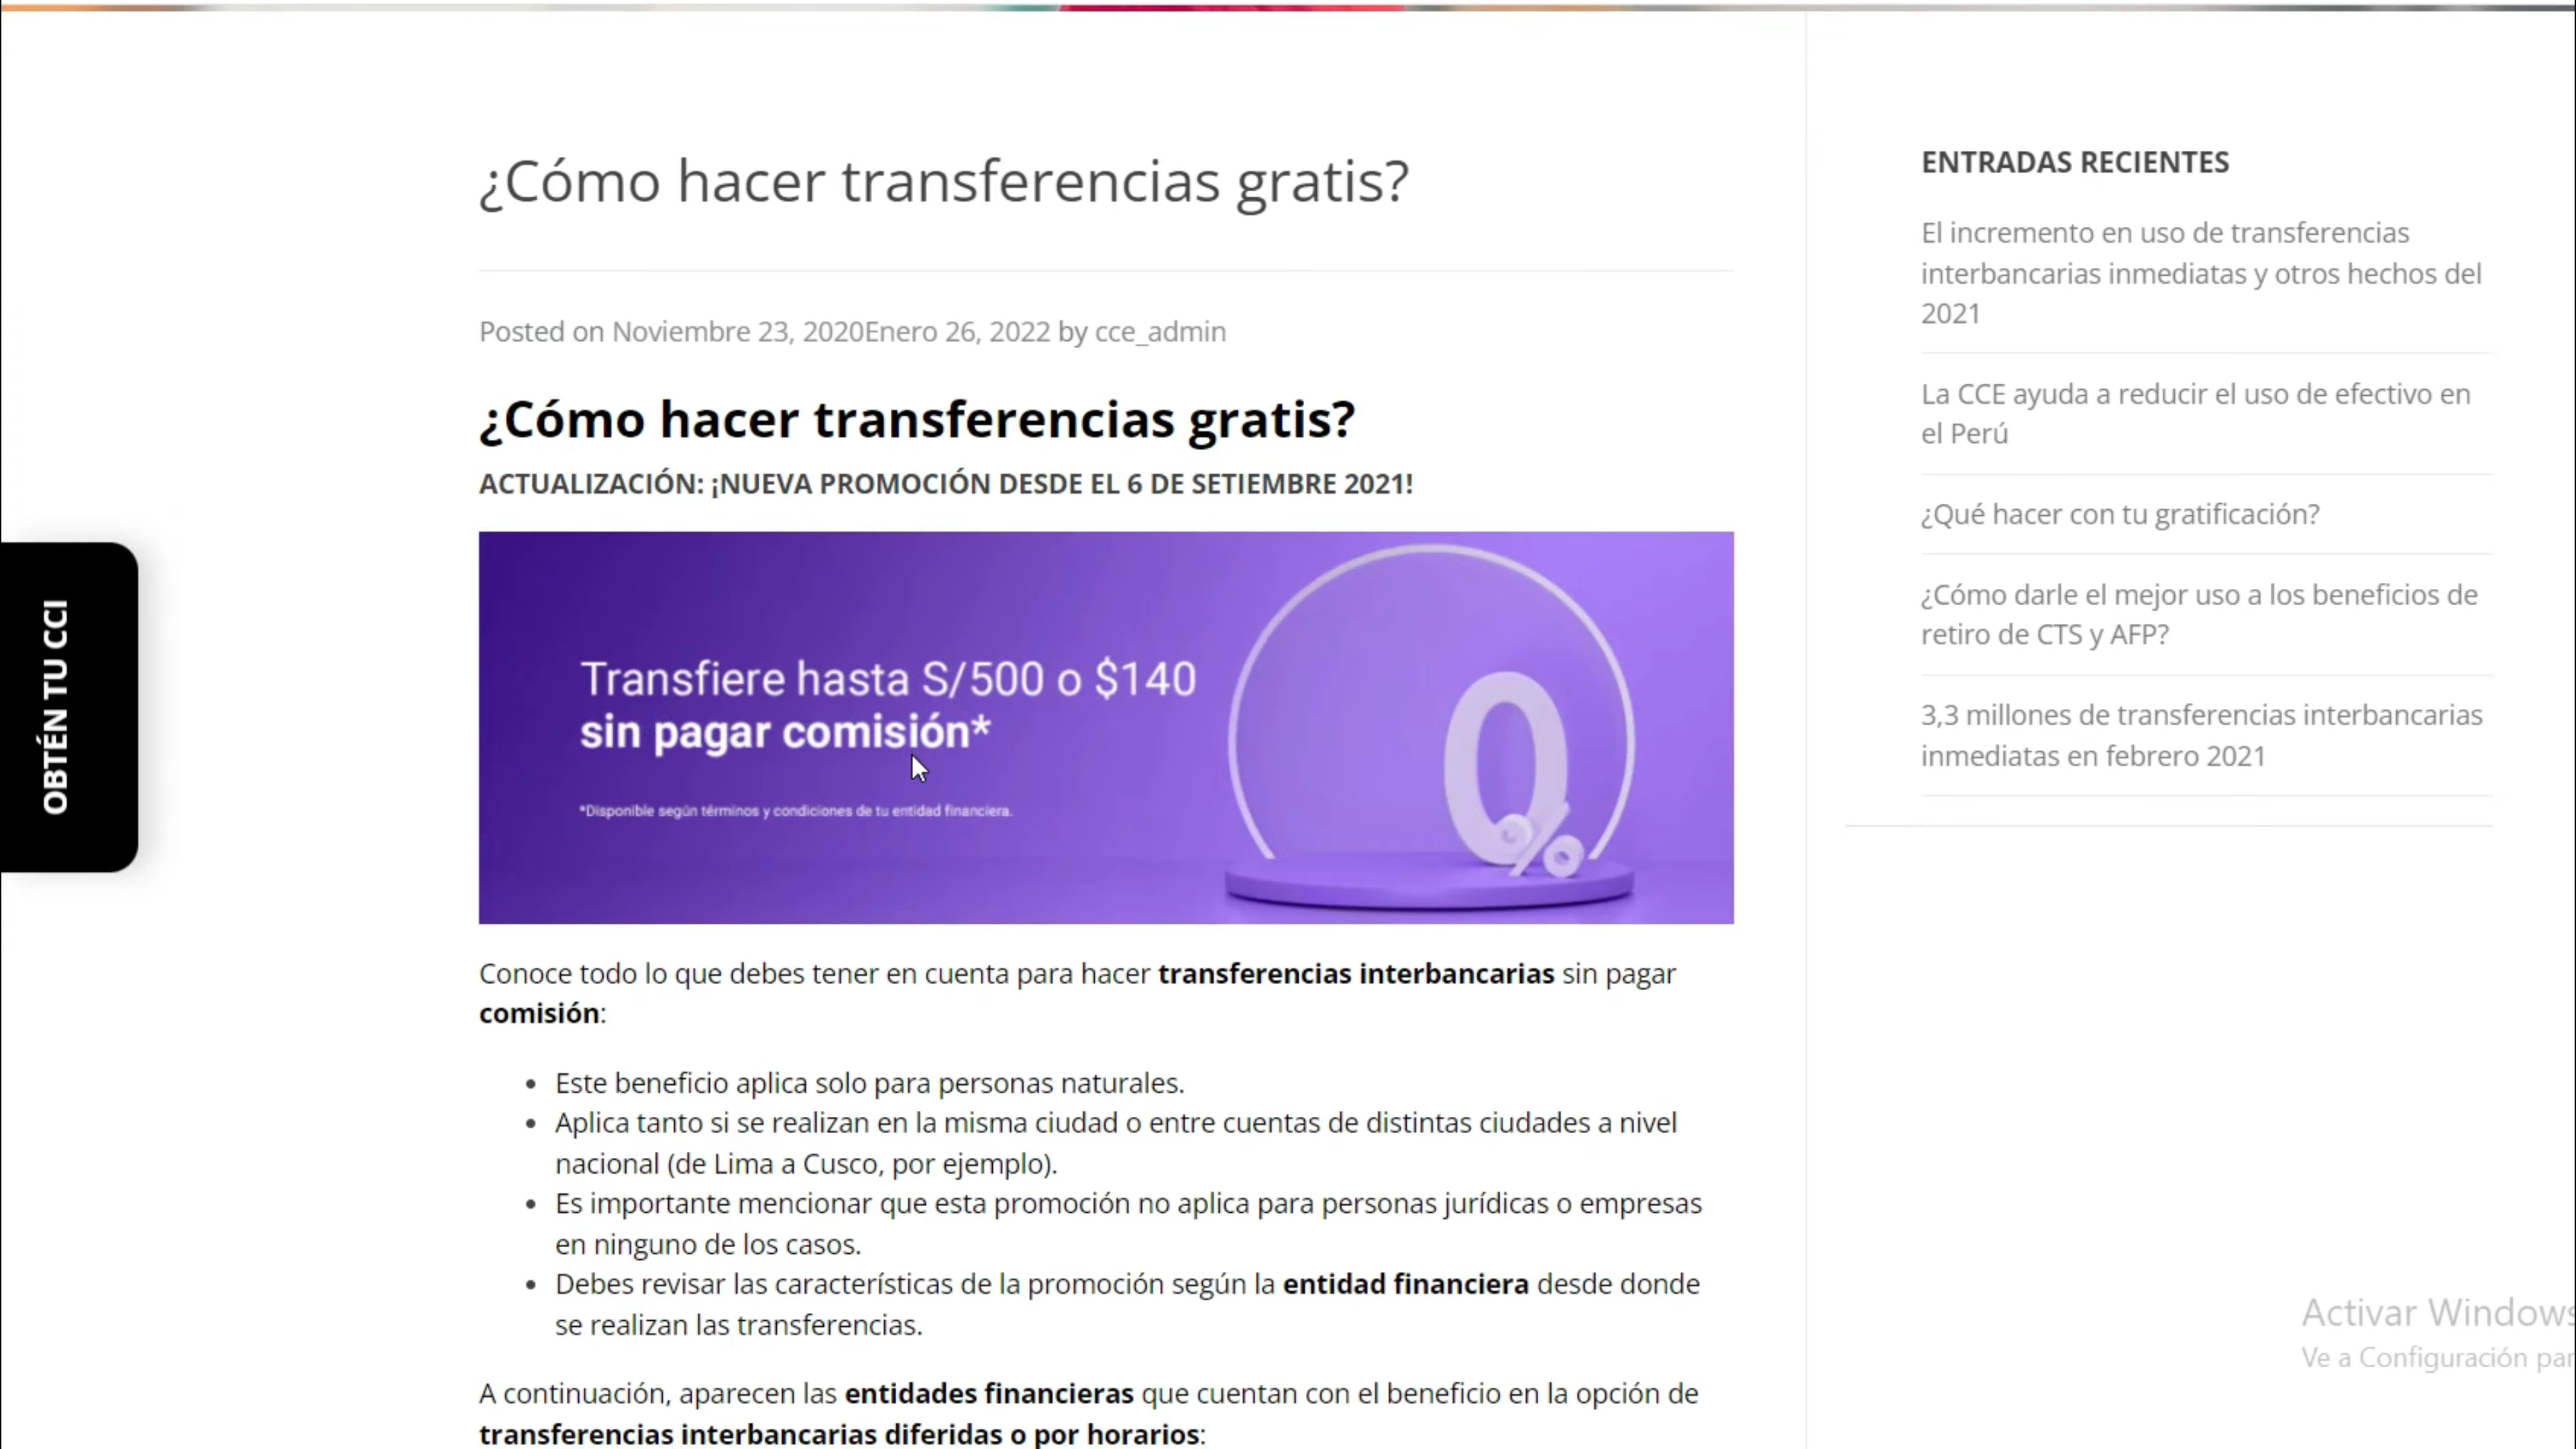 ¿Cómo hacer transferencias gratis?
Posted on Noviembre 23, 2020Enero 26, 2022 by cce_admin
¿Cómo hacer transferencias gratis?
ACTUALIZACIÓN: ¡NUEVA PROMOCIÓN DESDE EL 6 DE SETIEMBRE 2021!
Transfiere hasta S/500 o $140
sin pagar comisión*
*Disponible según términos y condiciones de tu entidad financiera.
0%
Conoce todo lo que debes tener en cuenta para hacer transferencias interbancarias sin pagar
comisión:
• Este beneficio aplica solo para personas naturales.
• Aplica tanto si se realizan en la misma ciudad o entre cuentas de distintas ciudades a nivel
nacional (de Lima a Cusco, por ejemplo).
• Es importante mencionar que esta promoción no aplica para personas jurídicas o empresas
en ninguno de los casos.
• Debes revisar las características de la promoción según la entidad financiera desde donde
se realizan las transferencias.
A continuación, aparecen las entidades financieras que cuentan con el beneficio en la opción de
transferencias interbancarias diferidas o por horarios:
OBTÉN TU CCI
ENTRADAS RECIENTES
El incremento en uso de transferencias
interbancarias inmediatas y otros hechos del
2021
La CCE ayuda a reducir el uso de efectivo en
el Perú
¿Qué hacer con tu gratificación?
¿Cómo darle el mejor uso a los beneficios de
retiro de CTS y AFP?
3,3 millones de transferencias interbancarias
inmediatas en febrero 2021
Activar Windows
Ve a Configuración par